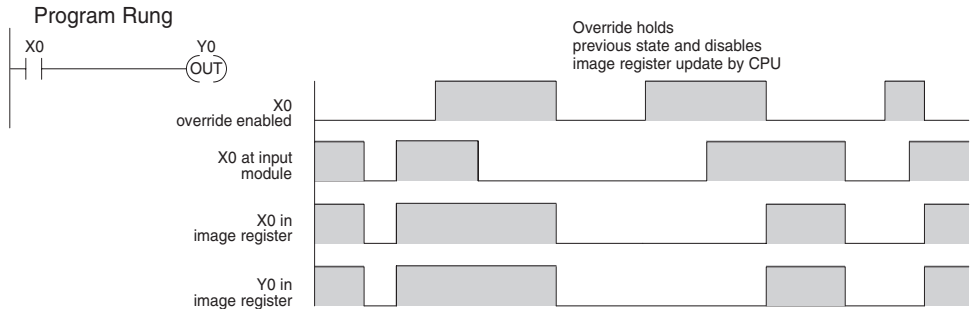 Program Rung
X0
Y0
OUT
Override holds
previous state and disables
image register update by CPU
X0
override enabled
X0 at input
module
X0 in
image register
Y0 in
image register